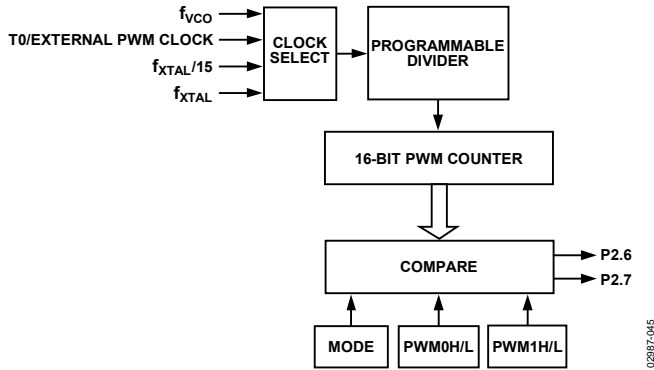 fVCO
T0/EXTERNAL PWM CLOCK
fXTAL/15
fXTAL
CLOCK
SELECT
PROGRAMMABLE
DIVIDER
16-BIT PWM COUNTER
COMPARE
P2.6
P2.7
MODE
PWM0H/L
PWM1H/L
02987-045